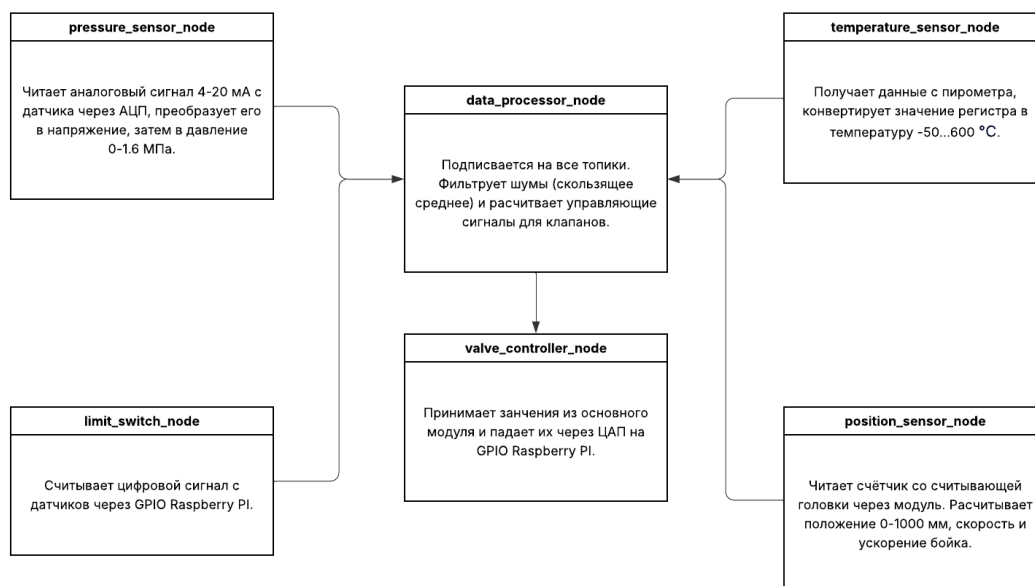 pressure_sensor_node
Читает аналоговый сигнал 4-20 мА с
датчика через АЦП, преобразует его
в напряжение, затем в давление
0-1.6 МПа.
temperature_sensor_node
Получает данные с пирометра,
конвертирует значение регистра в
температуру -50...600 °C.
data_processor_node
Подписвается на все топики.
Фильтрует шумы (скользящее
среднее) и расчитвает управляющие
сигналы для клапанов.
valve_controller_node
Принимает занчения из основного
модуля и падает их через ЦАП на
GPIO Raspberry PI.
limit_switch_node
Считывает цифровой сигнал с
датчиков через GPIO Raspberry PI.
position_sensor_node
Читает счётчик со считывающей
головки через модуль. Расчитывает
положение 0-1000 мм, скорость и
ускорение бойка.